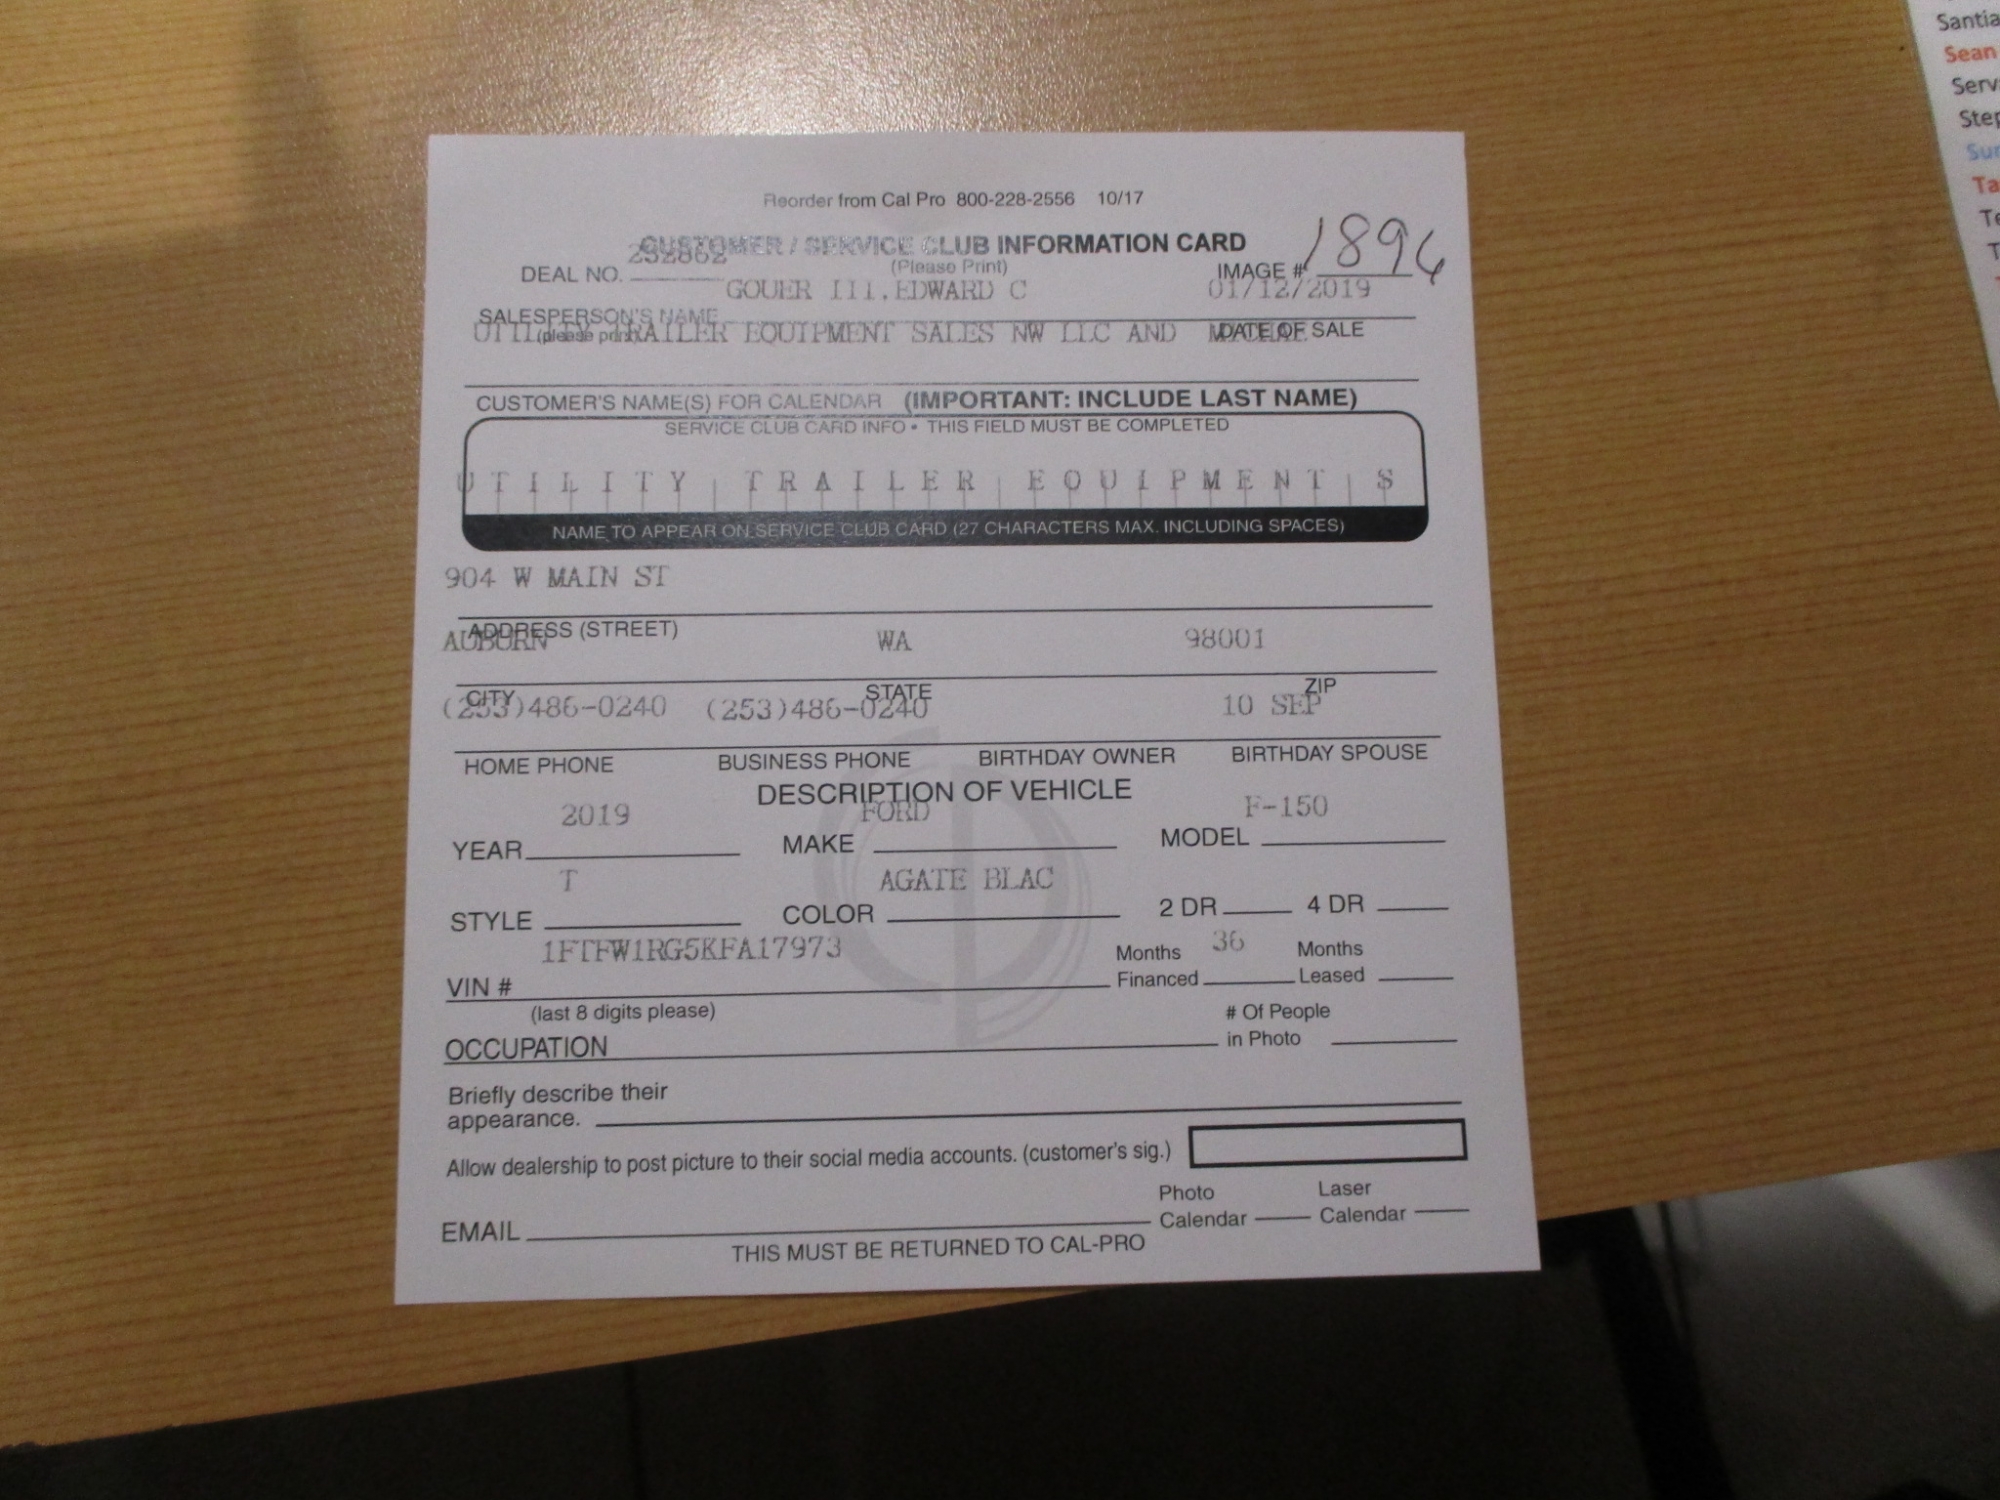 Reorder from Cal Pro 800-228-2556 10/17
CUSTOMER / SERVICE CLUB INFORMATION CARD
(Please Print)
DEAL NO. 252862 IMAGE # 1896
GOUER III, EDWARD C 01/12/2019
SALESPERSON'S NAME
(please print) DATE OF SALE
UTILITY TRAILER EQUIPMENT SALES NW LLC AND
CUSTOMER'S NAME(S) FOR CALENDAR (IMPORTANT: INCLUDE LAST NAME)
SERVICE CLUB CARD INFO • THIS FIELD MUST BE COMPLETED
UTILITY TRAILER EQUIPMENT S
NAME TO APPEAR ON SERVICE CLUB CARD (27 CHARACTERS MAX. INCLUDING SPACES)
904 W MAIN ST
ADDRESS (STREET)
AUBURN WA 98001
CITY STATE ZIP
(253)486-0240 (253)486-0240 10 SEP
HOME PHONE BUSINESS PHONE BIRTHDAY OWNER BIRTHDAY SPOUSE
DESCRIPTION OF VEHICLE
2019 FORD F-150
YEAR MAKE MODEL
T AGATE BLAC
STYLE COLOR 2 DR 4 DR
1FTFW1RG5KFA17973 Months 36 Months
VIN # Financed Leased
(last 8 digits please) # Of People
OCCUPATION in Photo
Briefly describe their
appearance.
Allow dealership to post picture to their social media accounts. (customer's sig.)
Photo Laser
EMAIL Calendar Calendar
THIS MUST BE RETURNED TO CAL-PRO
Sean